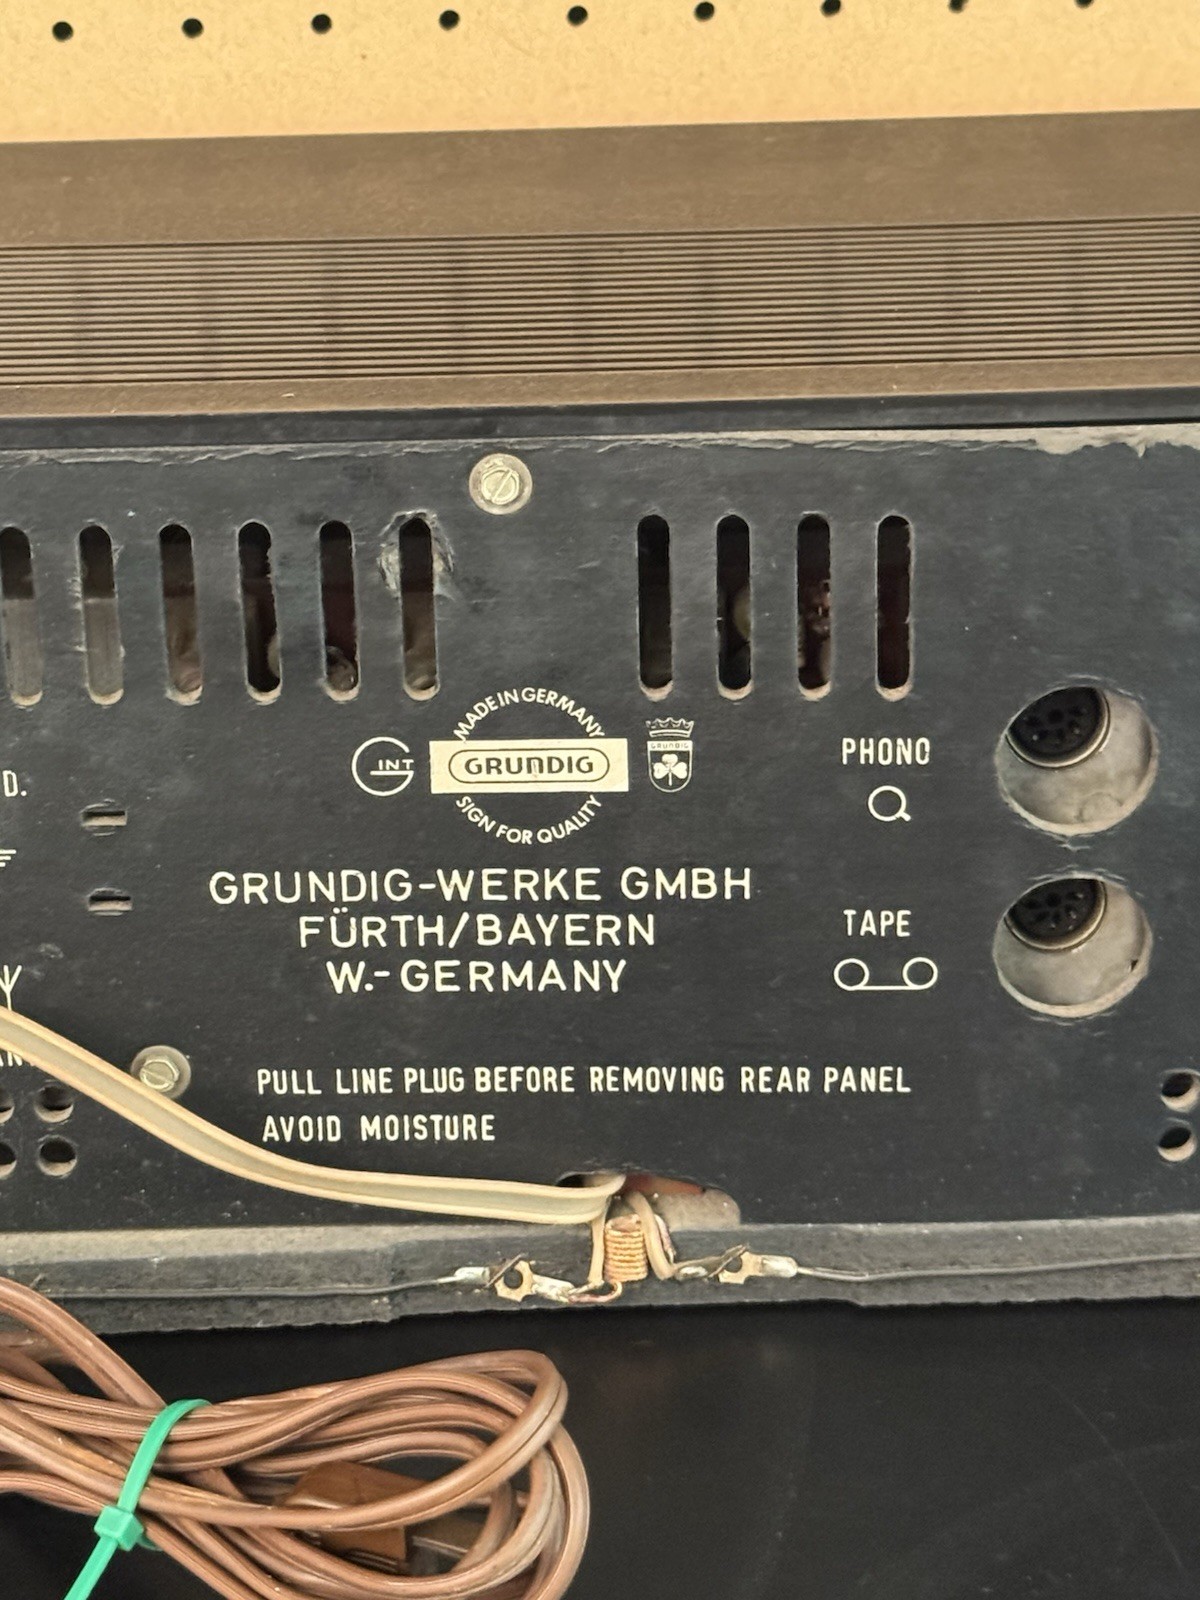 MADE IN GERMANY
G INT
GRUNDIG
GRUNDIG
SIGN FOR QUALITY
D.
PHONO
GRUNDIG-WERKE GMBH
FÜRTH/BAYERN
W.-GERMANY
TAPE
PULL LINE PLUG BEFORE REMOVING REAR PANEL
AVOID MOISTURE